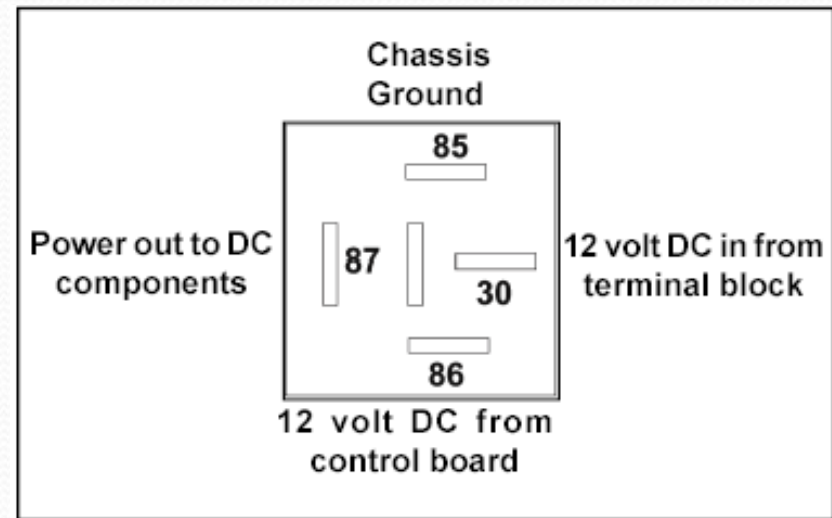 Chassis
Ground
85
Power out to DC
components
87
12 volt DC in from
terminal block
30
86
12 volt DC from
control board